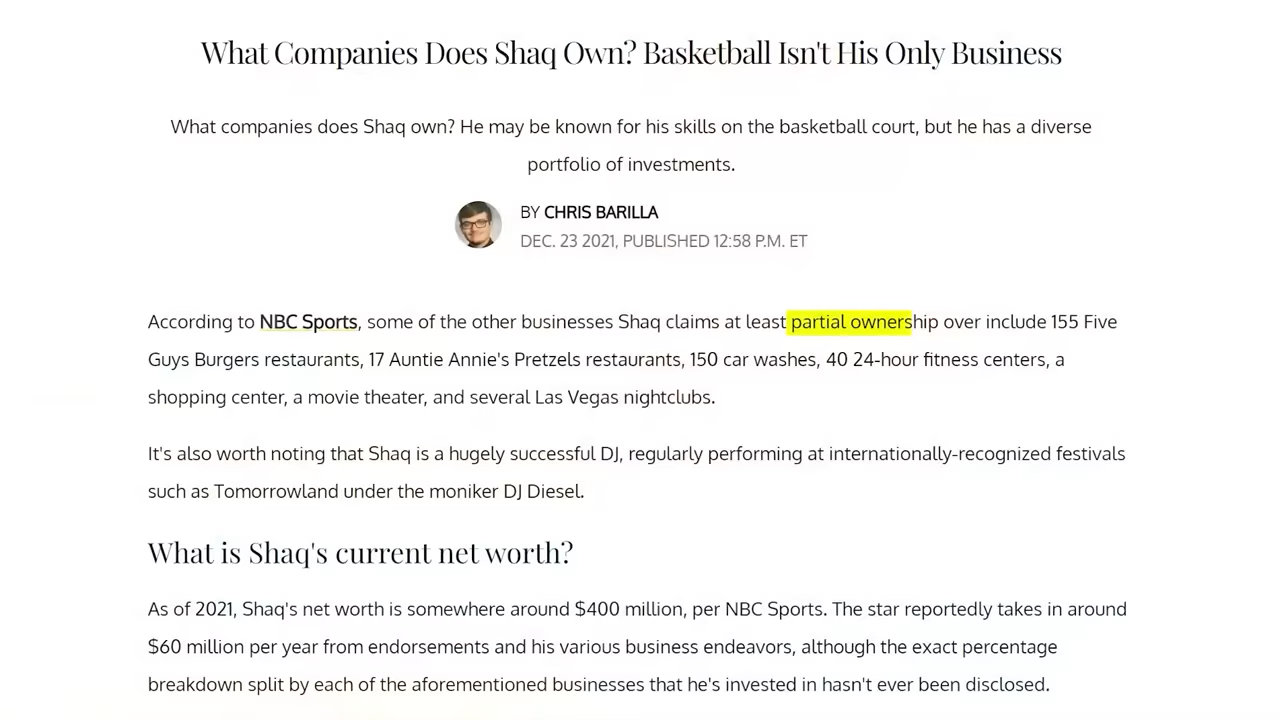 What Companies Does Shaq Own? Basketball Isn't His Only Business
What companies does Shaq own? He may be known for his skills on the basketball court, but he has a diverse
portfolio of investments.
BY CHRIS BARILLA
DEC. 23 2021, PUBLISHED 12:58 P.M. ET
According to NBC Sports, some of the other businesses Shaq claims at least partial ownership over include 155 Five
Guys Burgers restaurants, 17 Auntie Annie's Pretzels restaurants, 150 car washes, 40 24-hour fitness centers, a
shopping center, a movie theater, and several Las Vegas nightclubs.
It's also worth noting that Shaq is a hugely successful DJ, regularly performing at internationally-recognized festivals
such as Tomorrowland under the moniker DJ Diesel.
What is Shaq's current net worth?
As of 2021, Shaq's net worth is somewhere around $400 million, per NBC Sports. The star reportedly takes in around
$60 million per year from endorsements and his various business endeavors, although the exact percentage
breakdown split by each of the aforementioned businesses that he's invested in hasn't ever been disclosed.